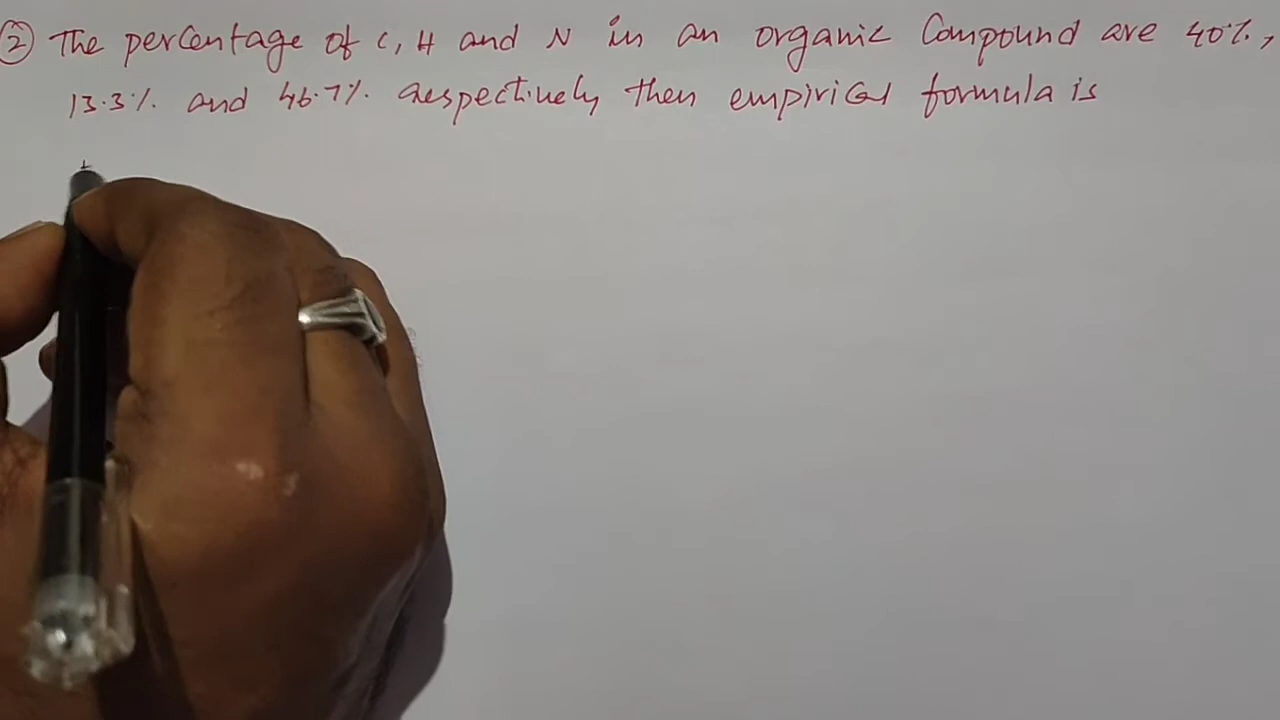 ② The percentage of C, H and N in an organic Compound are 40%,
13.3% and 46.7% respectively then empirical formula is